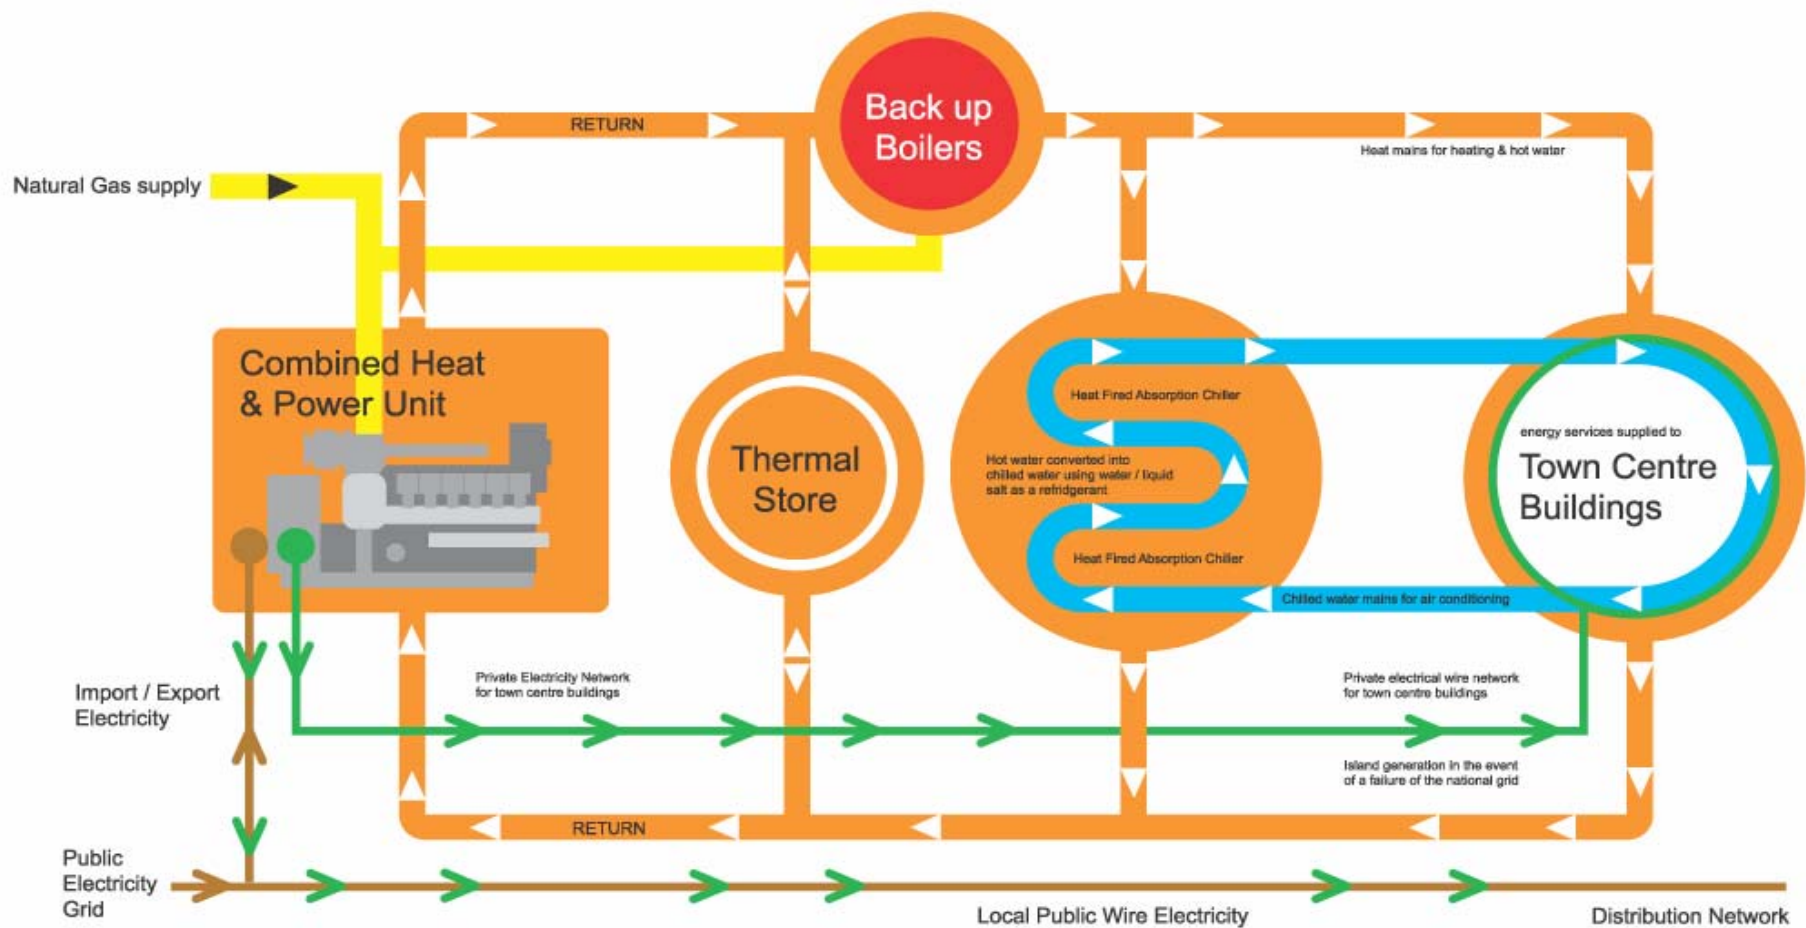 Back up
Boilers
RETURN
Heat mains for heating & hot water
Natural Gas supply
Combined Heat
& Power Unit
Thermal
Store
Heat Fired Absorption Chiller
Hot water converted into
chilled water using water / liquid
salt as a refridgerant
Heat Fired Absorption Chiller
energy services supplied to
Town Centre
Buildings
Chilled water mains for air conditioning
Import / Export
Electricity
Private Electricity Network
for town centre buildings
Private electrical wire network
for town centre buildings
Island generation in the event
of a failure of the national grid
RETURN
Public
Electricity
Grid
Local Public Wire Electricity
Distribution Network